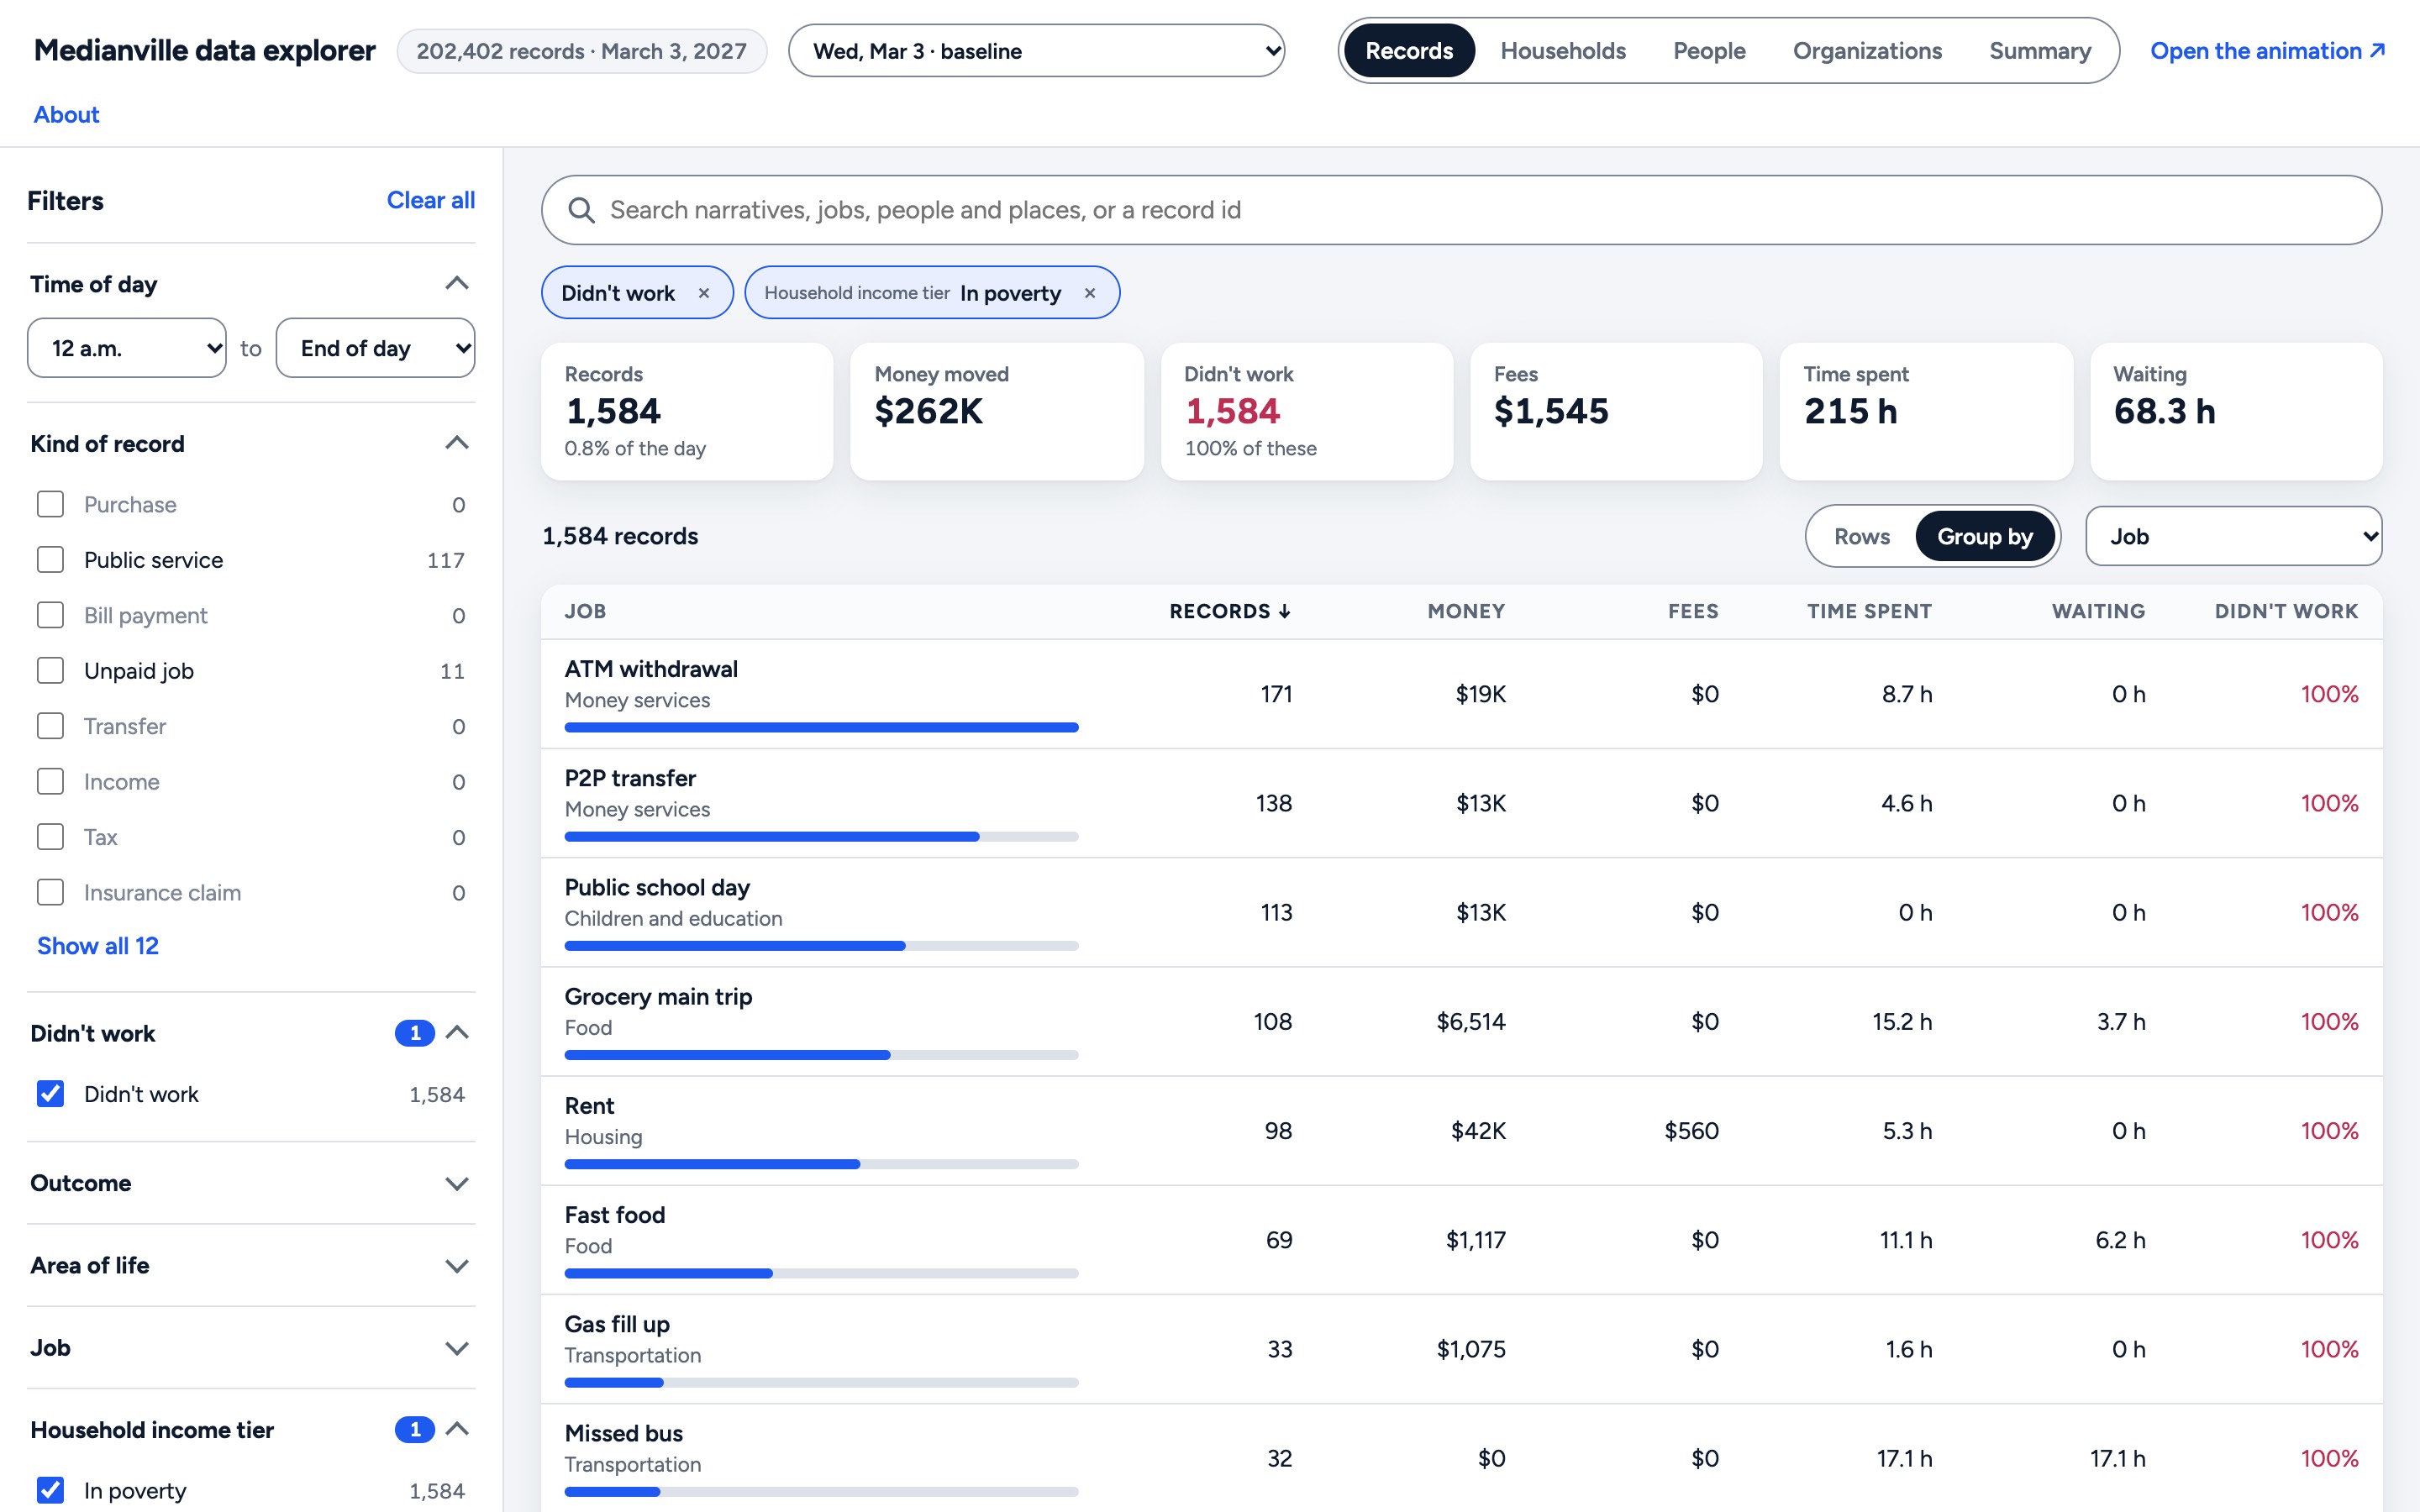 Medianville data explorer
202,402 records · March 3, 2027
Wed, Mar 3 · baseline
Records
Households
People
Organizations
Summary
Open the animation ↗
About
Filters
Clear all
Time of day
12 a.m.
to
End of day
Kind of record
Purchase 0
Public service 117
Bill payment 0
Unpaid job 11
Transfer 0
Income 0
Tax 0
Insurance claim 0
Show all 12
Didn't work 1
Didn't work 1,584
Outcome
Area of life
Job
Household income tier 1
In poverty 1,584
Search narratives, jobs, people and places, or a record id
Didn't work ×
Household income tier In poverty ×
Records
1,584
0.8% of the day
Money moved
$262K
Didn't work
1,584
100% of these
Fees
$1,545
Time spent
215 h
Waiting
68.3 h
1,584 records
Rows
Group by
Job
JOB RECORDS ↓ MONEY FEES TIME SPENT WAITING DIDN'T WORK
ATM withdrawal
Money services
171 $19K $0 8.7 h 0 h 100%
P2P transfer
Money services
138 $13K $0 4.6 h 0 h 100%
Public school day
Children and education
113 $13K $0 0 h 0 h 100%
Grocery main trip
Food
108 $6,514 $0 15.2 h 3.7 h 100%
Rent
Housing
98 $42K $560 5.3 h 0 h 100%
Fast food
Food
69 $1,117 $0 11.1 h 6.2 h 100%
Gas fill up
Transportation
33 $1,075 $0 1.6 h 0 h 100%
Missed bus
Transportation
32 $0 $0 17.1 h 17.1 h 100%